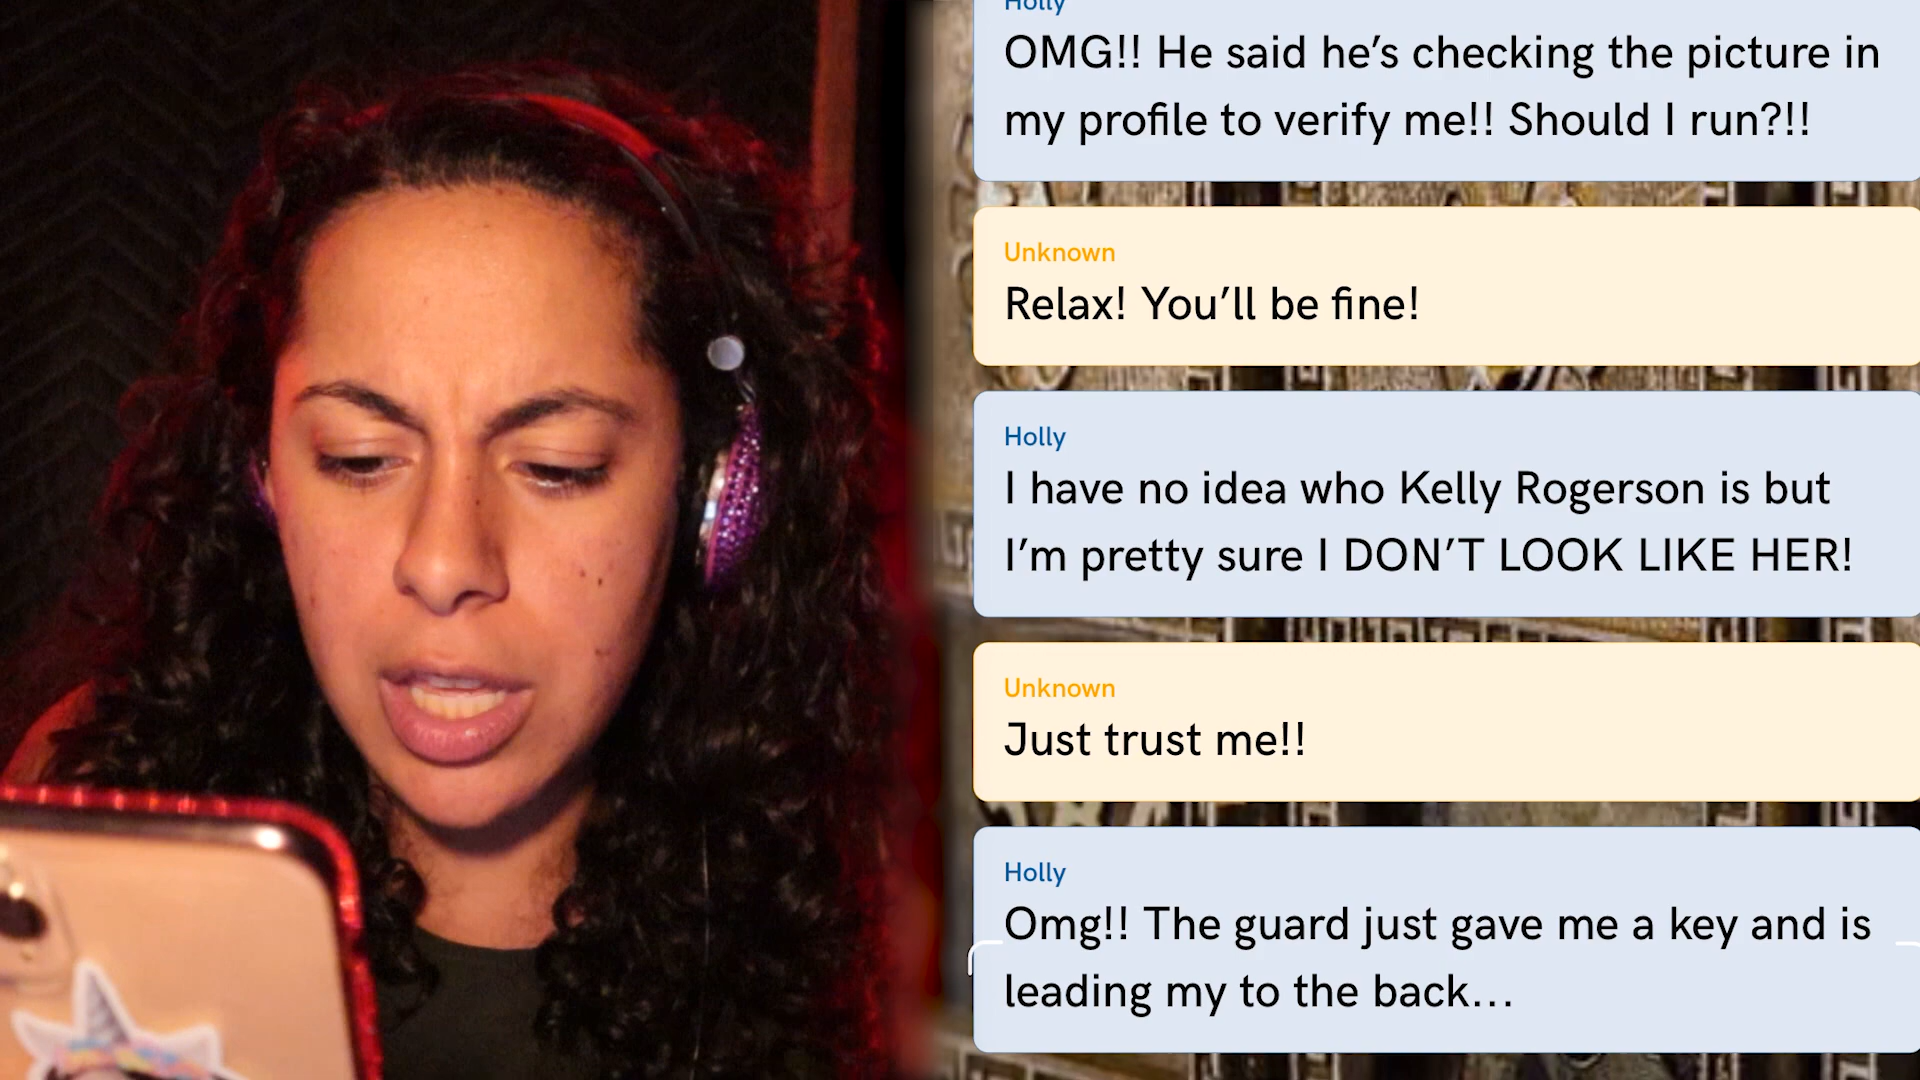 Holly
OMG!! He said he’s checking the picture in
my profile to verify me!! Should I run?!!
Unknown
Relax! You’ll be fine!
Holly
I have no idea who Kelly Rogerson is but
I’m pretty sure I DON’T LOOK LIKE HER!
Unknown
Just trust me!!
Holly
Omg!! The guard just gave me a key and is
leading my to the back...